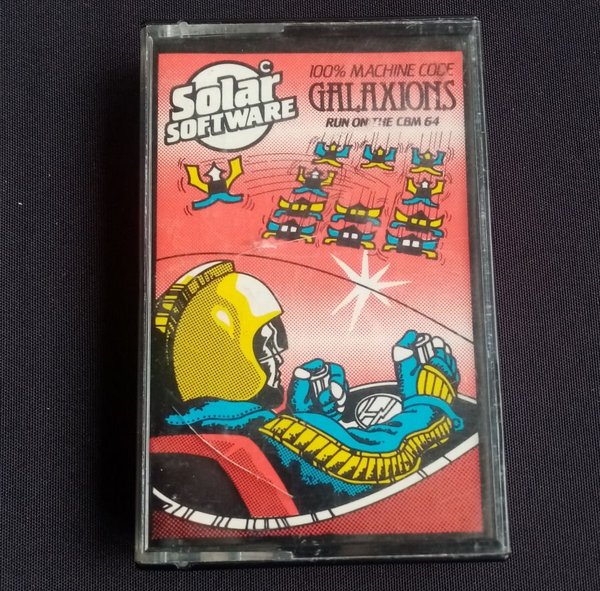 C
Solar
SOFTWARE
100% MACHINE CODE
GALAXIONS
RUN ON THE CBM 64